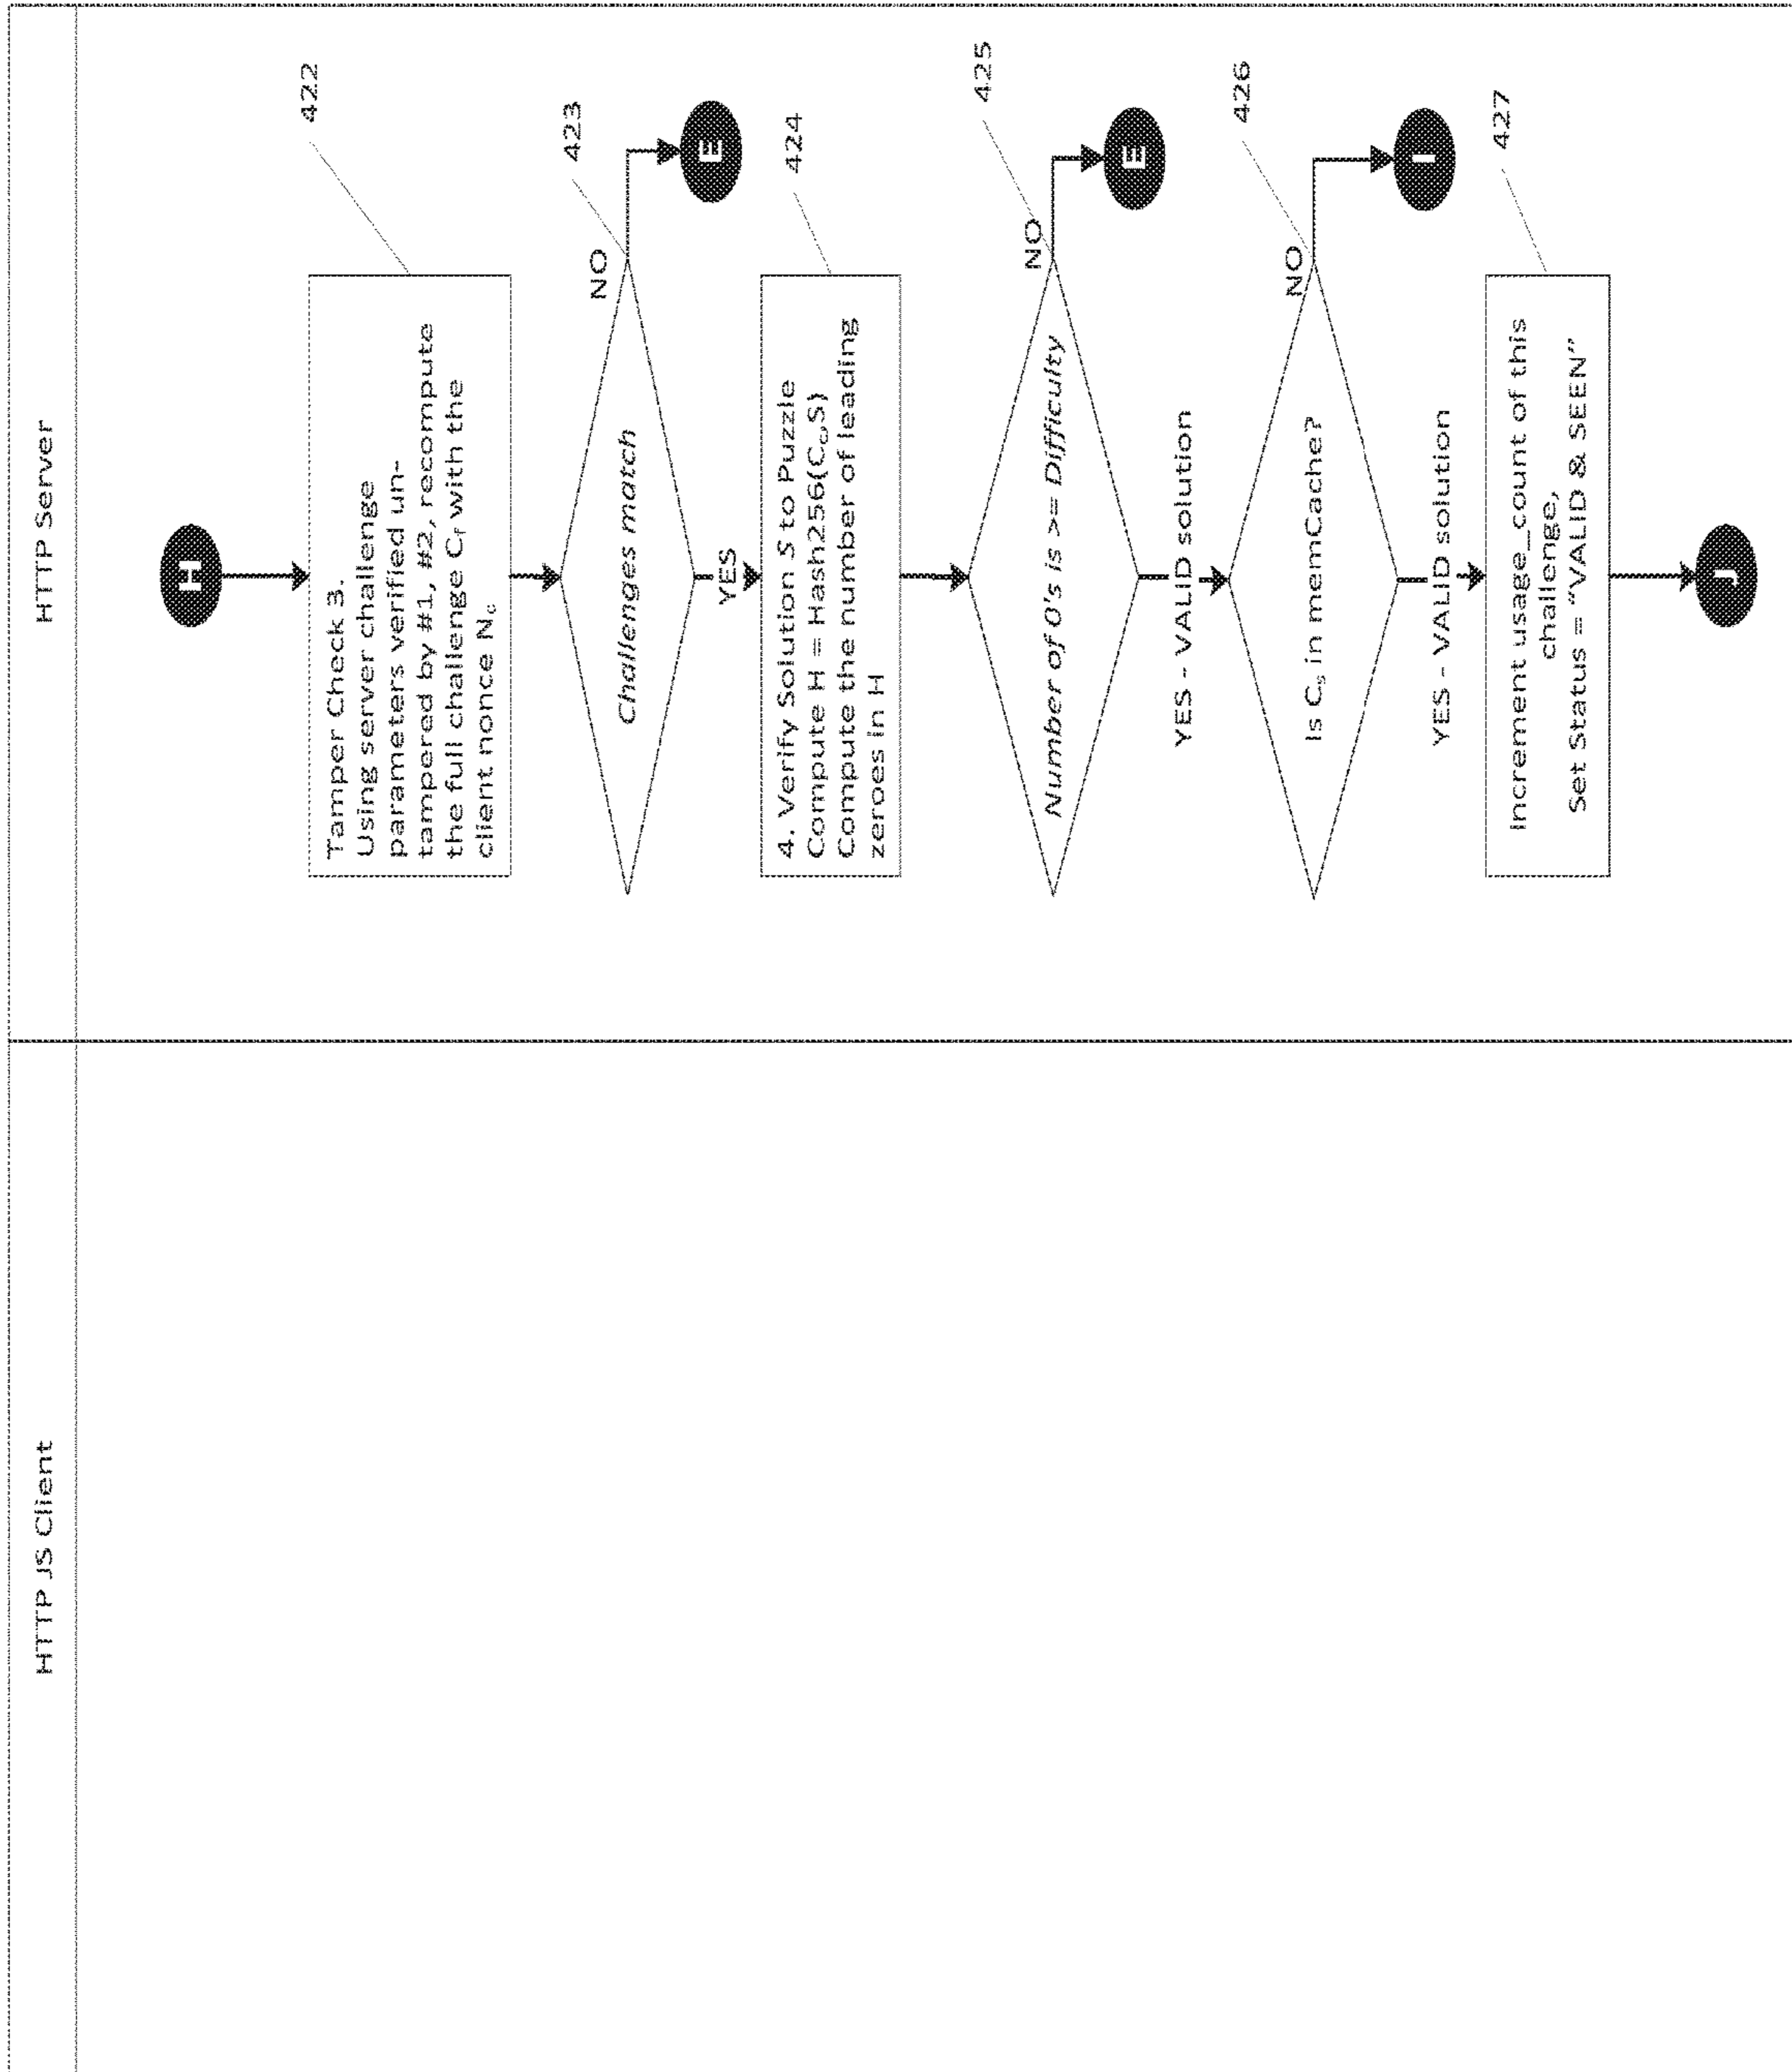 HTTP JS Client
HTTP Server
H
422
Tamper Check 3.
Using server challenge
parameters verified un-
tampered by #1, #2, recompute
the full challenge Cf with the
client nonce Nc
423
Challenges match
NO
E
YES
424
4. Verify Solution S to Puzzle
Compute H = Hash256(Cc,S)
Compute the number of leading
zeroes in H
425
Number of 0's is >= Difficulty
NO
E
YES - VALID solution
426
Is Cs in memCache?
NO
I
YES - VALID solution
427
Increment usage_count of this
challenge,
Set Status = "VALID & SEEN"
J